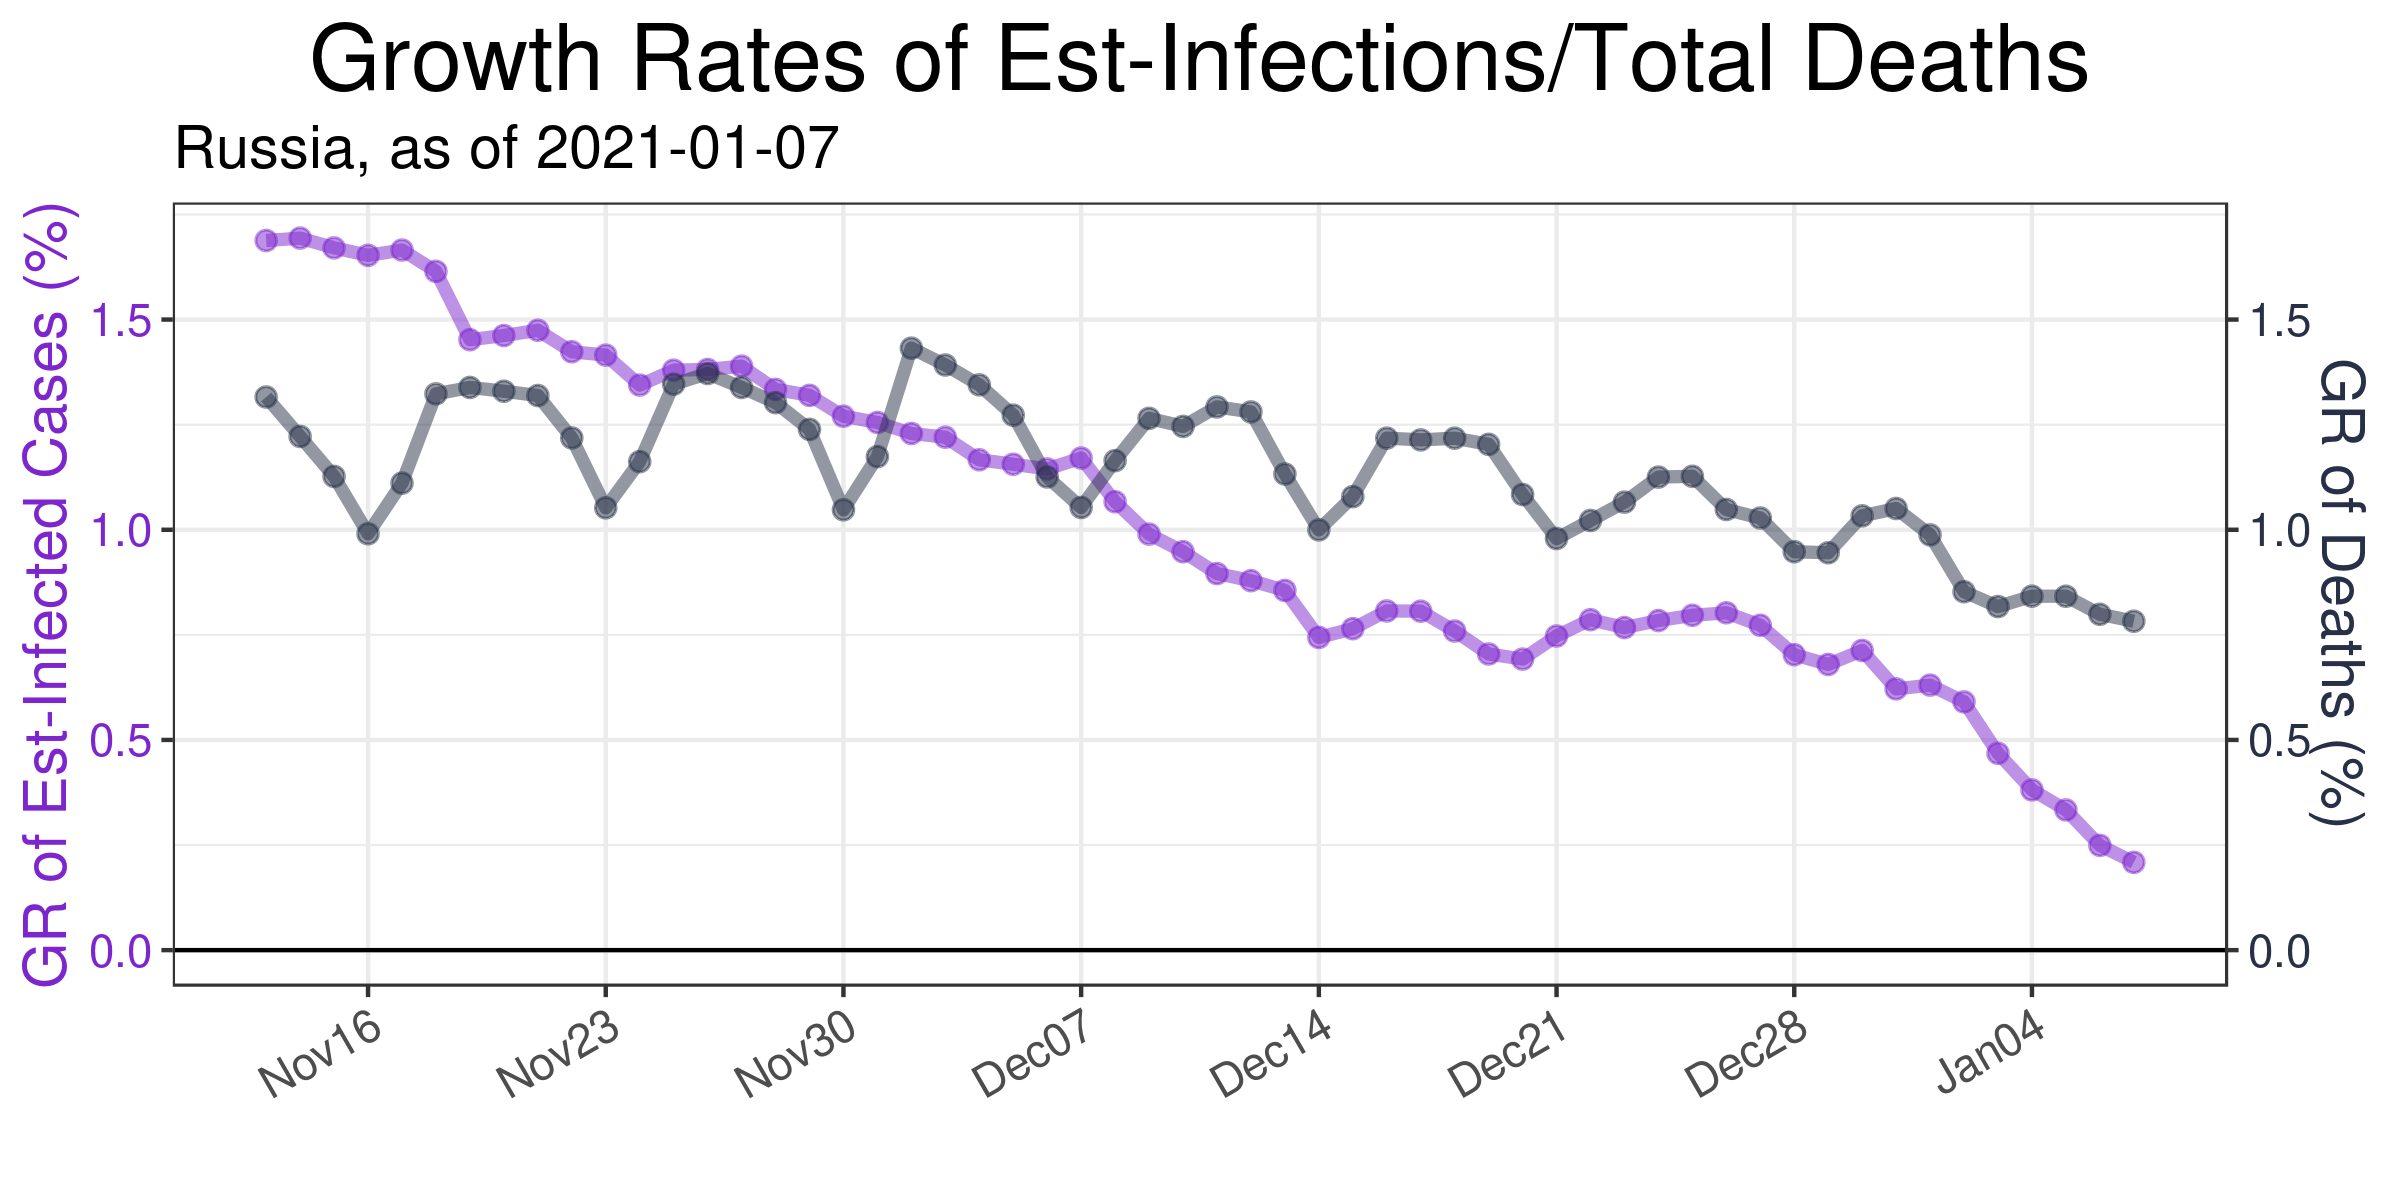 Growth Rates of Est-Infections/Total Deaths
Russia, as of 2021-01-07
GR of Est-Infected Cases (%)
1.5
1.0
0.5
0.0
1.5
1.0
0.5
0.0
GR of Deaths (%)
Nov16
Nov23
Nov30
Dec07
Dec14
Dec21
Dec28
Jan04